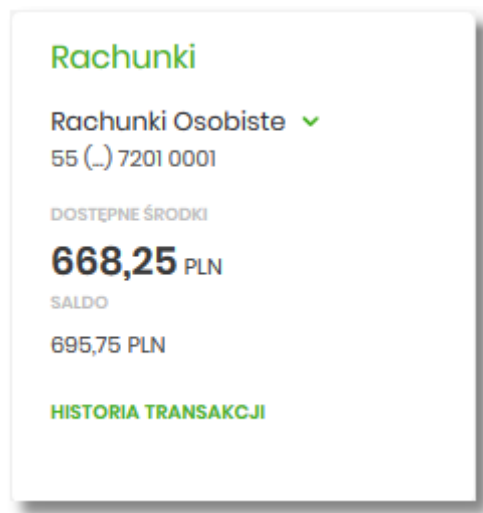 Rachunki
Rachunki Osobiste
55 (...) 7201 0001
DOSTĘPNE ŚRODKI
668,25 PLN
SALDO
695,75 PLN
HISTORIA TRANSAKCJI